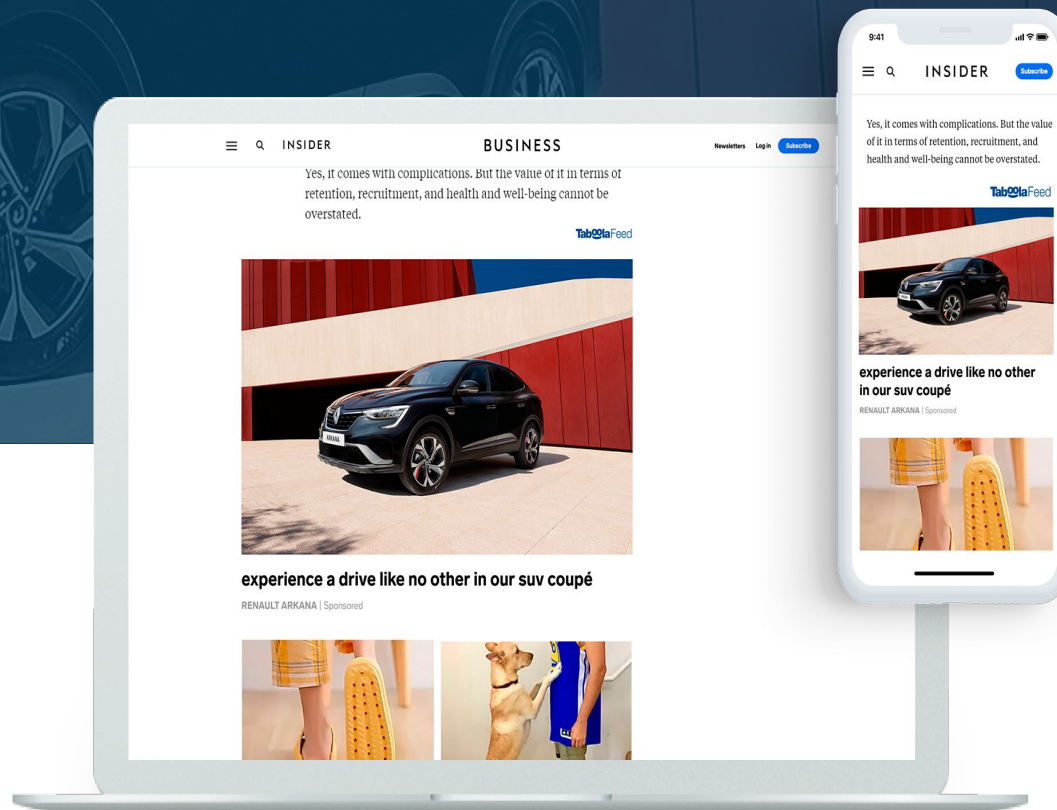 INSIDER
BUSINESS
Newsletters Log in Subscribe
Yes, it comes with complications. But the value of it in terms of
retention, recruitment, and health and well-being cannot be
overstated.
Taboola Feed
ARKANA
experience a drive like no other in our suv coupé
RENAULT ARKANA | Sponsored
9:41
INSIDER
Subscribe
Yes, it comes with complications. But the value
of it in terms of retention, recruitment, and
health and well-being cannot be overstated.
Taboola Feed
experience a drive like no other
in our suv coupé
RENAULT ARKANA | Sponsored